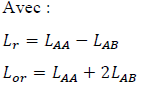 Avec :
L_r = L_AA − L_AB
L_or = L_AA + 2L_AB